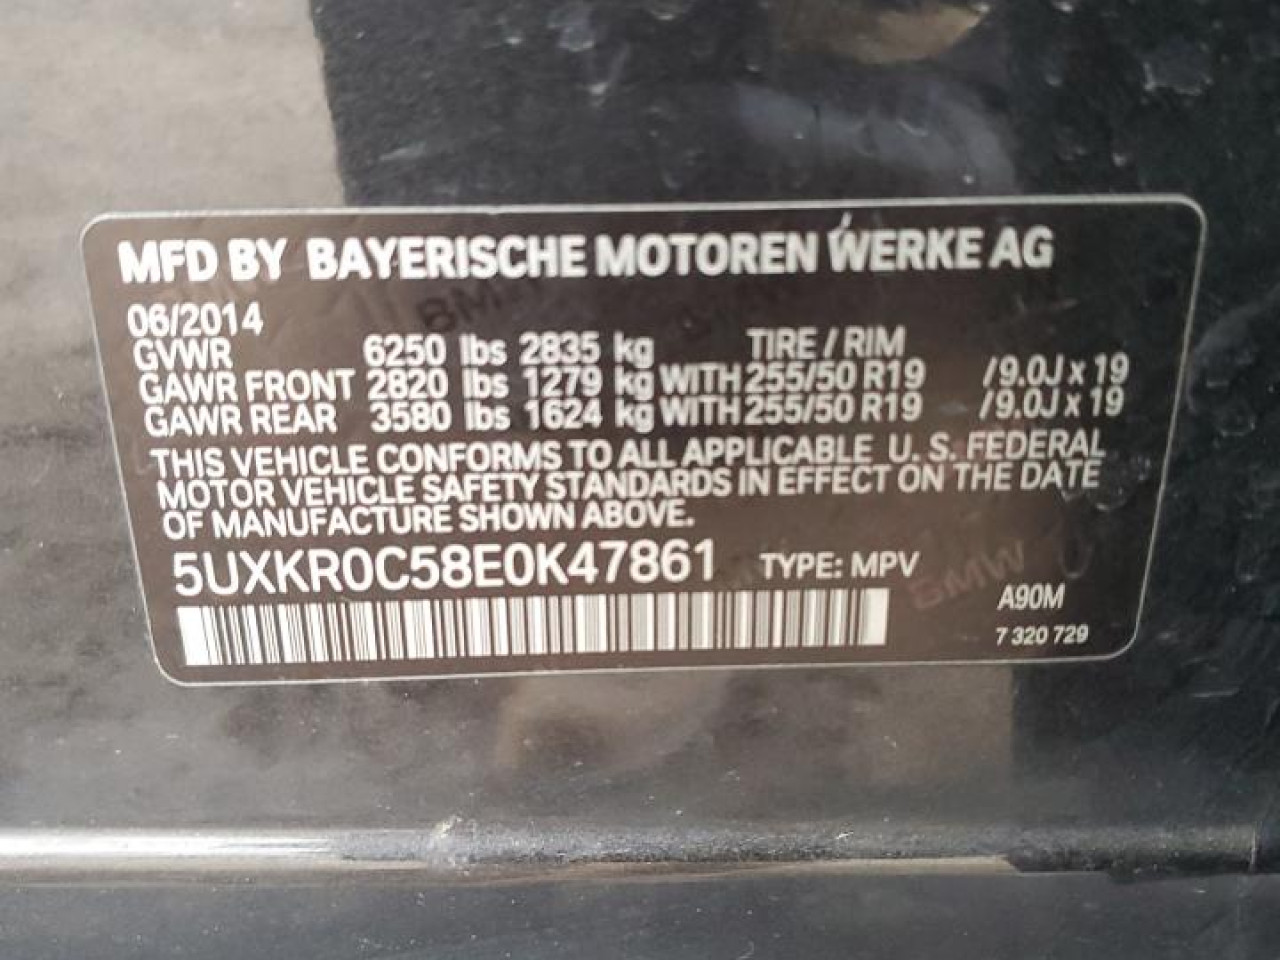 MFD BY BAYERISCHE MOTOREN WERKE AG
06/2014
GVWR 6250 lbs 2835 kg TIRE / RIM
GAWR FRONT 2820 lbs 1279 kg WITH 255/50 R19 /9.0J x 19
GAWR REAR 3580 lbs 1624 kg WITH 255/50 R19 /9.0J x 19
THIS VEHICLE CONFORMS TO ALL APPLICABLE U. S. FEDERAL
MOTOR VEHICLE SAFETY STANDARDS IN EFFECT ON THE DATE
OF MANUFACTURE SHOWN ABOVE.
5UXKR0C58E0K47861 TYPE: MPV
BMW
A90M
7 320 729